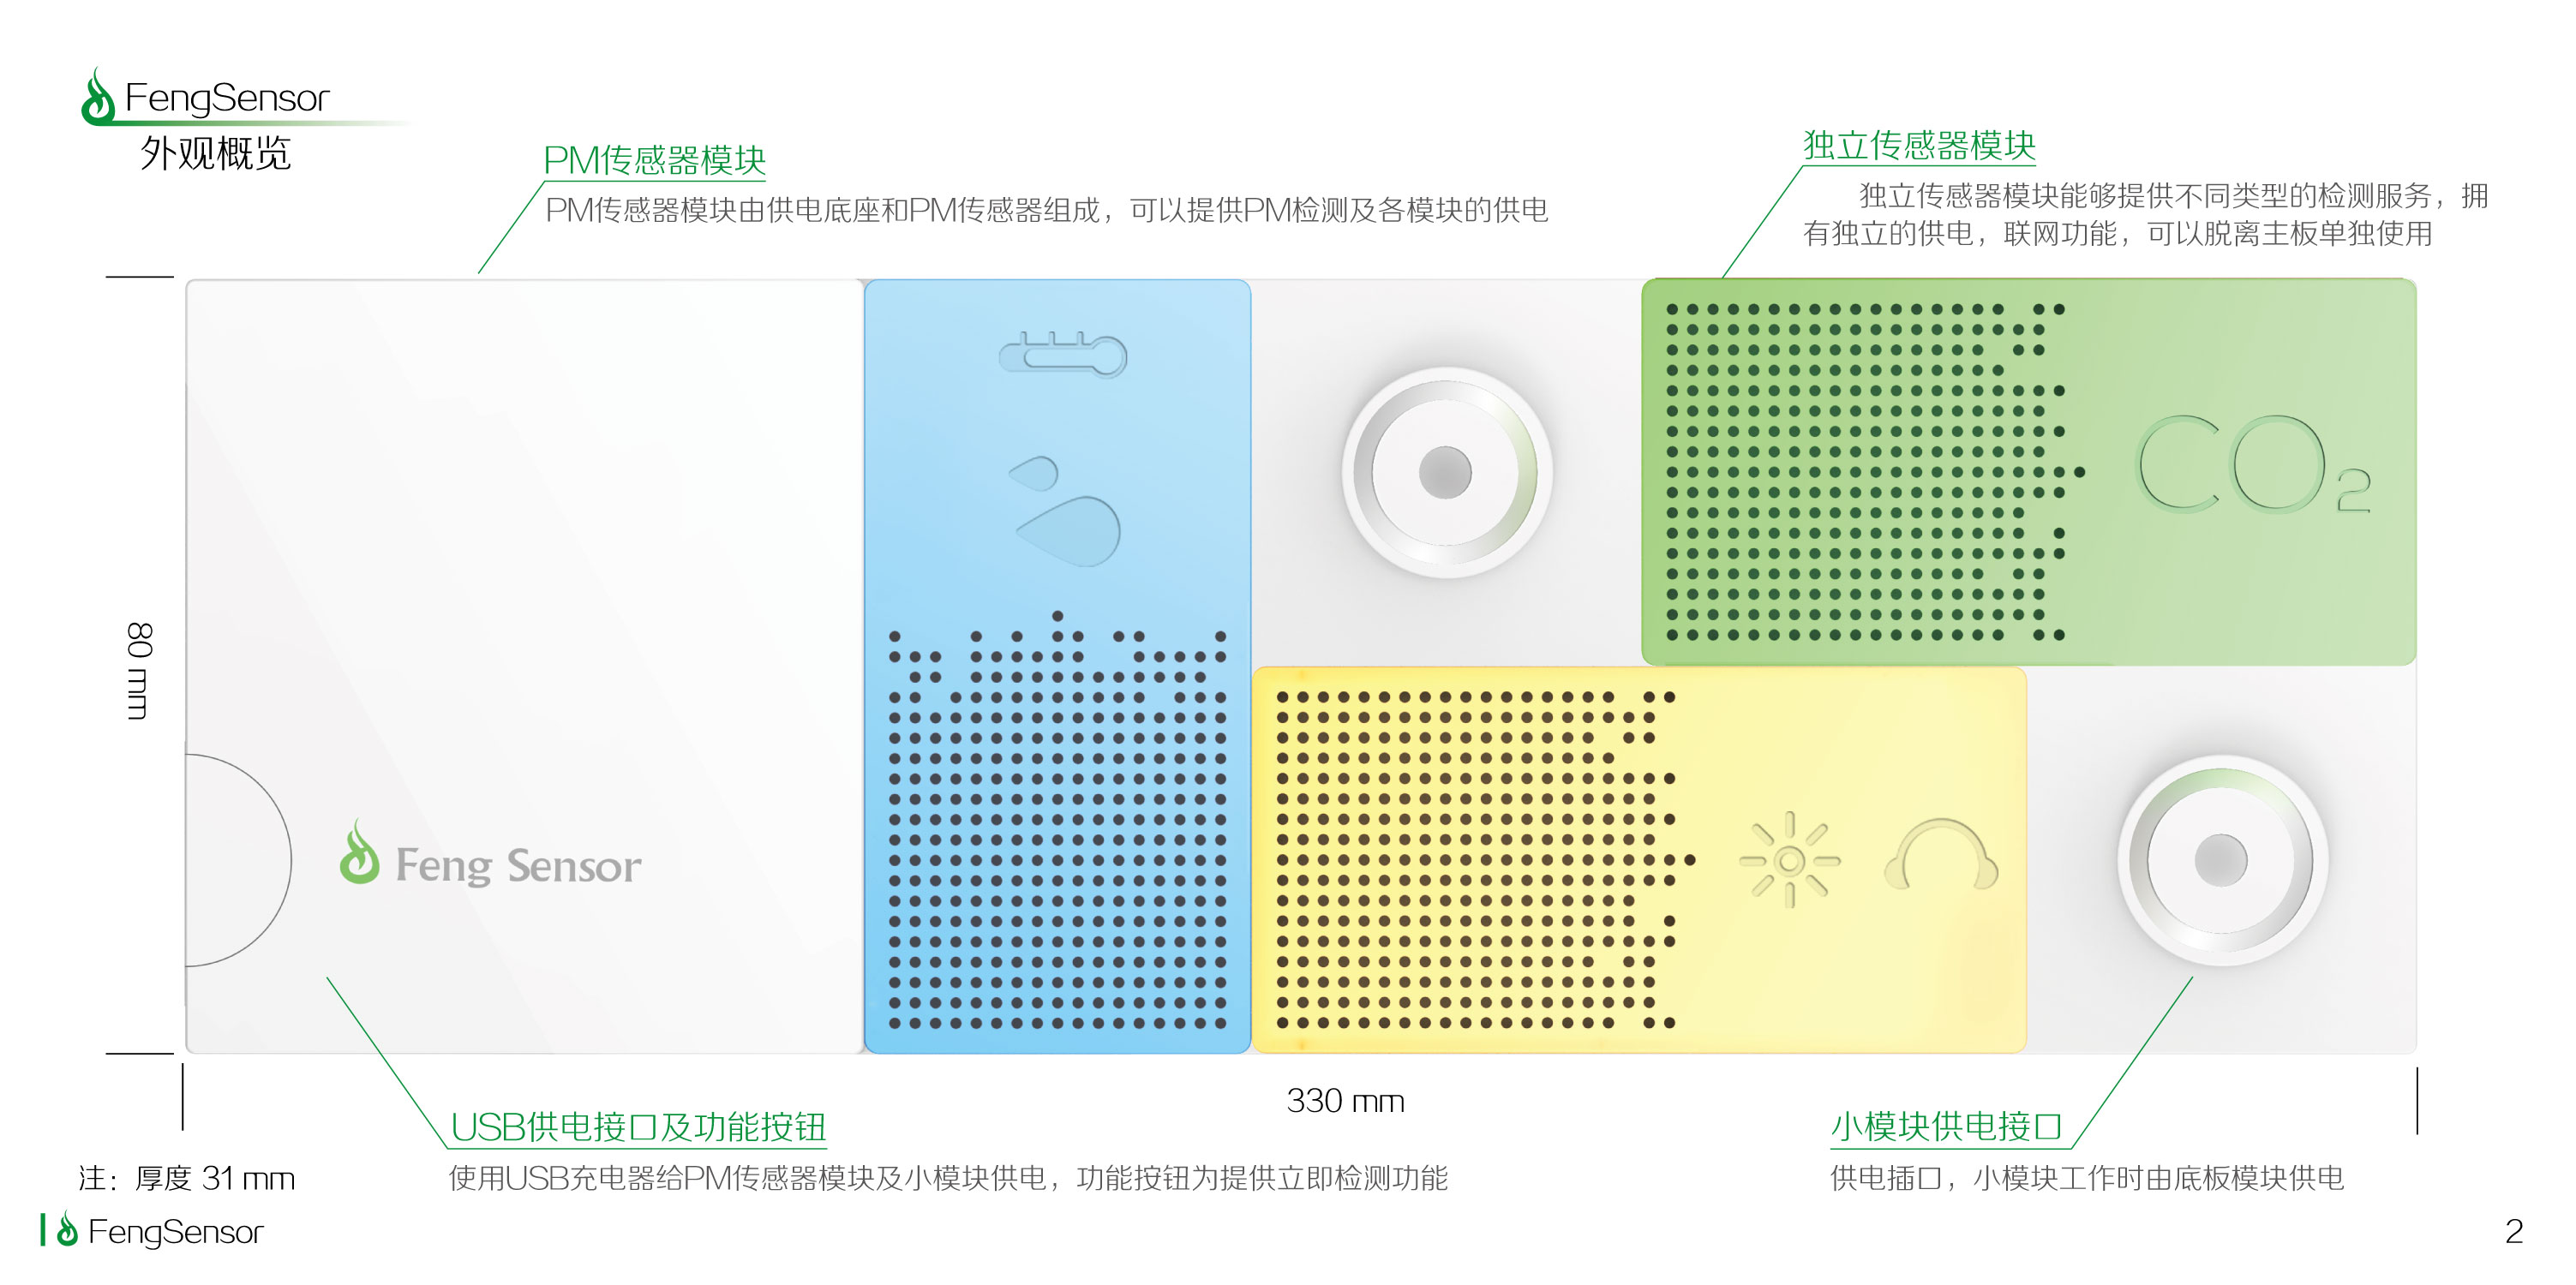 FengSensor
外观概览
PM传感器模块
PM传感器模块由供电底座和PM传感器组成，可以提供PM检测及各模块的供电
独立传感器模块
独立传感器模块能够提供不同类型的检测服务，拥
有独立的供电，联网功能，可以脱离主板单独使用
CO₂
80 mm
Feng Sensor
330 mm
USB供电接口及功能按钮
使用USB充电器给PM传感器模块及小模块供电，功能按钮为提供立即检测功能
小模块供电接口
供电插口，小模块工作时由底板模块供电
注：厚度 31 mm
FengSensor
2